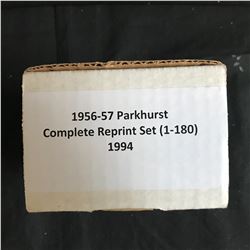 1956-57 Parkhurst
Complete Reprint Set (1-180)
1994